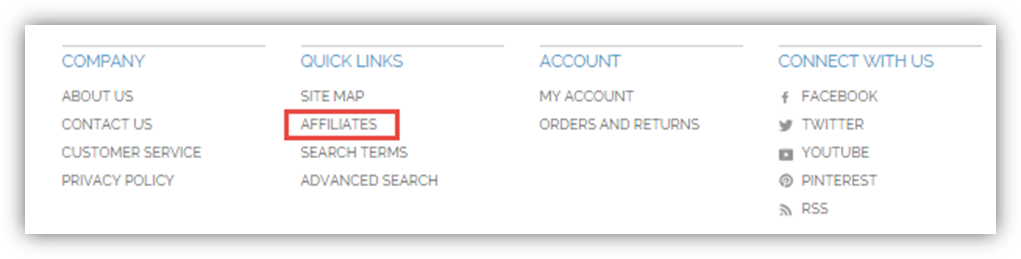 COMPANY
ABOUT US
CONTACT US
CUSTOMER SERVICE
PRIVACY POLICY
QUICK LINKS
SITE MAP
AFFILIATES
SEARCH TERMS
ADVANCED SEARCH
ACCOUNT
MY ACCOUNT
ORDERS AND RETURNS
CONNECT WITH US
FACEBOOK
TWITTER
YOUTUBE
PINTEREST
RSS